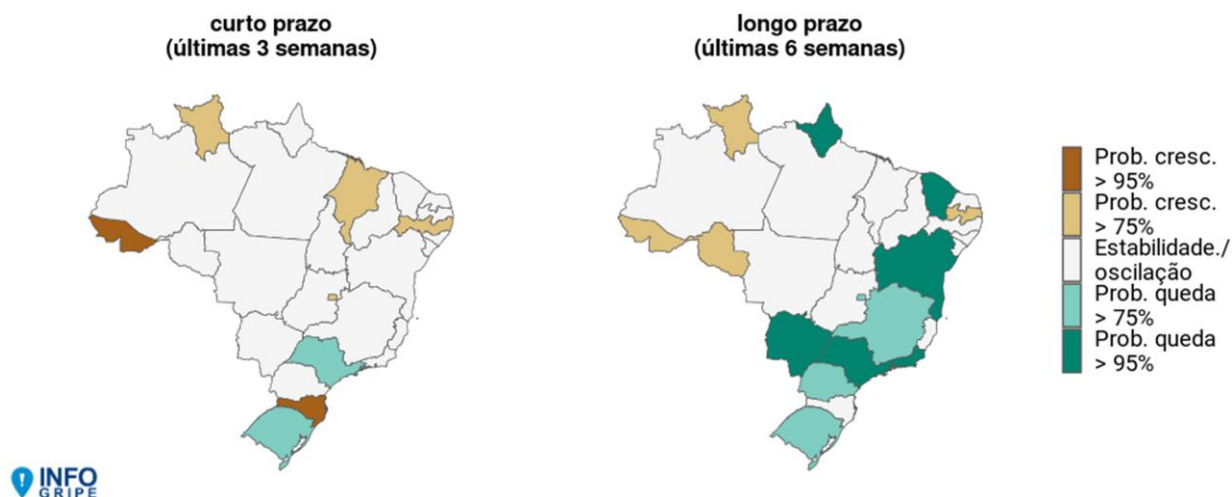 curto prazo
(últimas 3 semanas)
longo prazo
(últimas 6 semanas)
Prob. cresc.
> 95%
Prob. cresc.
> 75%
Estabilidade./
oscilação
Prob. queda
> 75%
Prob. queda
> 95%
INFO
GRIPE